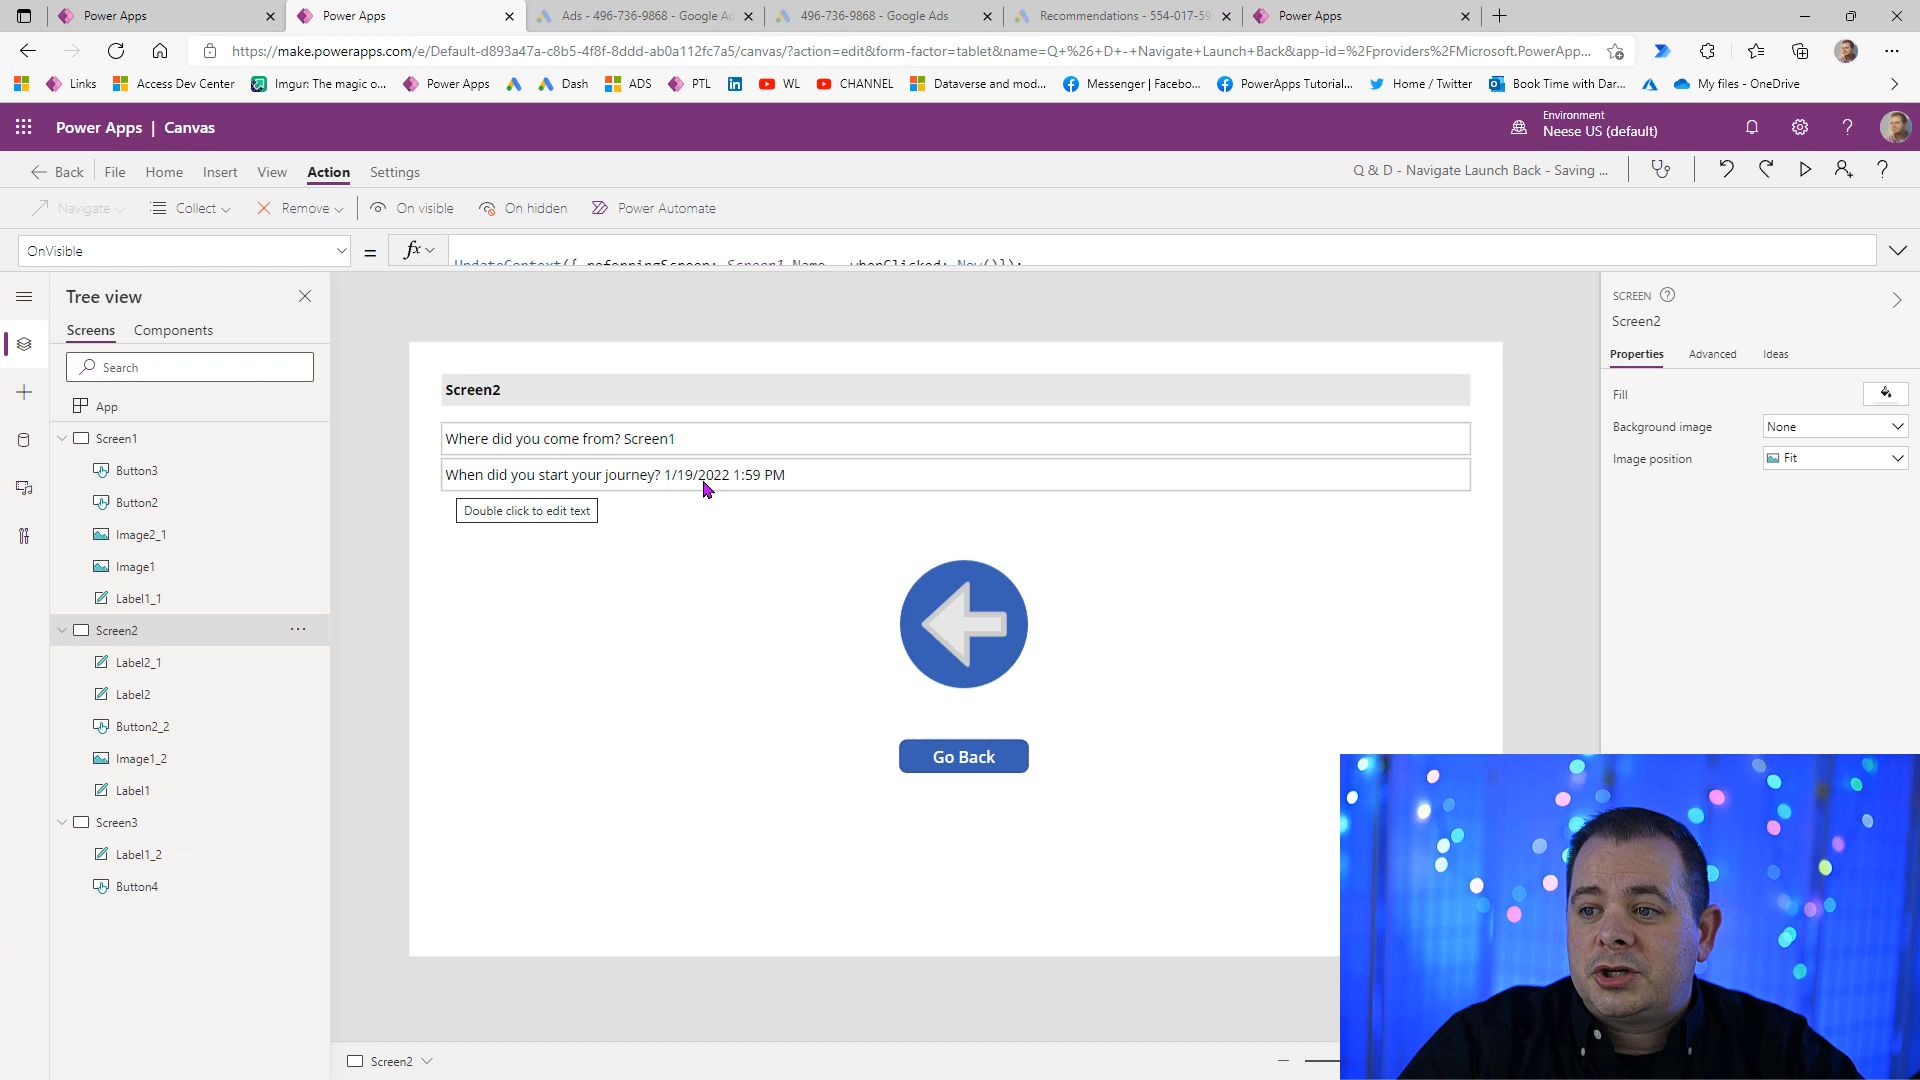 Power Apps
Power Apps
Ads - 496-736-9868 - Google Ad
496-736-9868 - Google Ads
Recommendations - 554-017-59
Power Apps
https://make.powerapps.com/e/Default-d893a47a-c8b5-4f8f-8ddd-ab0a112fc7a5/canvas/?action=edit&form-factor=tablet&name=Q+%26+D+-+Navigate+Launch+Back&app-id=%2Fproviders%2FMicrosoft.PowerApp...
Links
Access Dev Center
Imgur: The magic o...
Power Apps
Dash
ADS
PTL
WL
CHANNEL
Dataverse and mod...
Messenger | Facebo...
PowerApps Tutorial...
Home / Twitter
Book Time with Dar...
My files - OneDrive
Power Apps | Canvas
Environment
Neese US (default)
Back
File
Home
Insert
View
Action
Settings
Q & D - Navigate Launch Back - Saving ...
Navigate
Collect
Remove
On visible
On hidden
Power Automate
OnVisible
=
fx
UpdateContext({ referringScreen: Screen1.Name, whenClicked: Now()});
Tree view
Screens
Components
Search
App
Screen1
Button3
Button2
Image2_1
Image1
Label1_1
Screen2
Label2_1
Label2
Button2_2
Image1_2
Label1
Screen3
Label1_2
Button4
Screen2
Where did you come from? Screen1
When did you start your journey? 1/19/2022 1:59 PM
Double click to edit text
Go Back
Screen2
SCREEN
Screen2
Properties
Advanced
Ideas
Fill
Background image
None
Image position
Fit